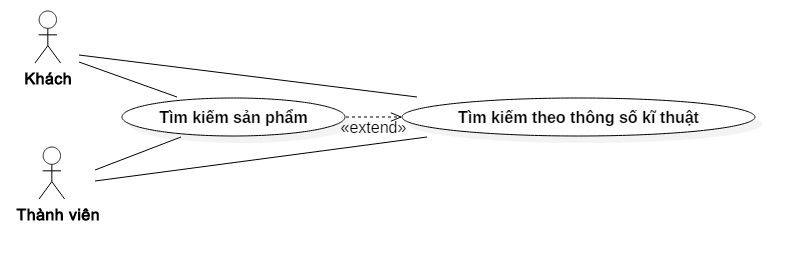 Khách
Tìm kiếm sản phẩm
Tìm kiếm theo thông số kĩ thuật
«extend»
Thành viên